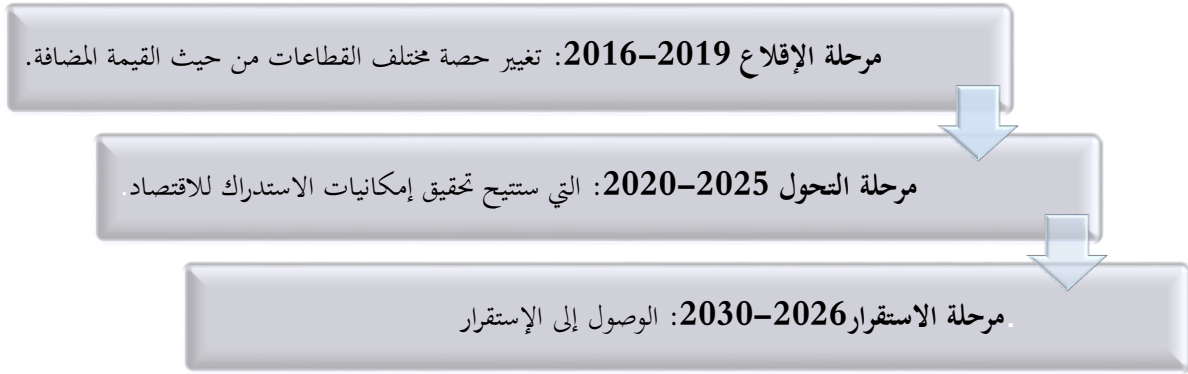 مرحلة الإقلاع 2019–2016: تغيير حصة مختلف القطاعات من حيث القيمة المضافة.
مرحلة التحول 2025–2020: التي ستتيح تحقيق إمكانيات الاستدراك للاقتصاد.
.مرحلة الاستقرار2026–2030: الوصول إلى الإستقرار